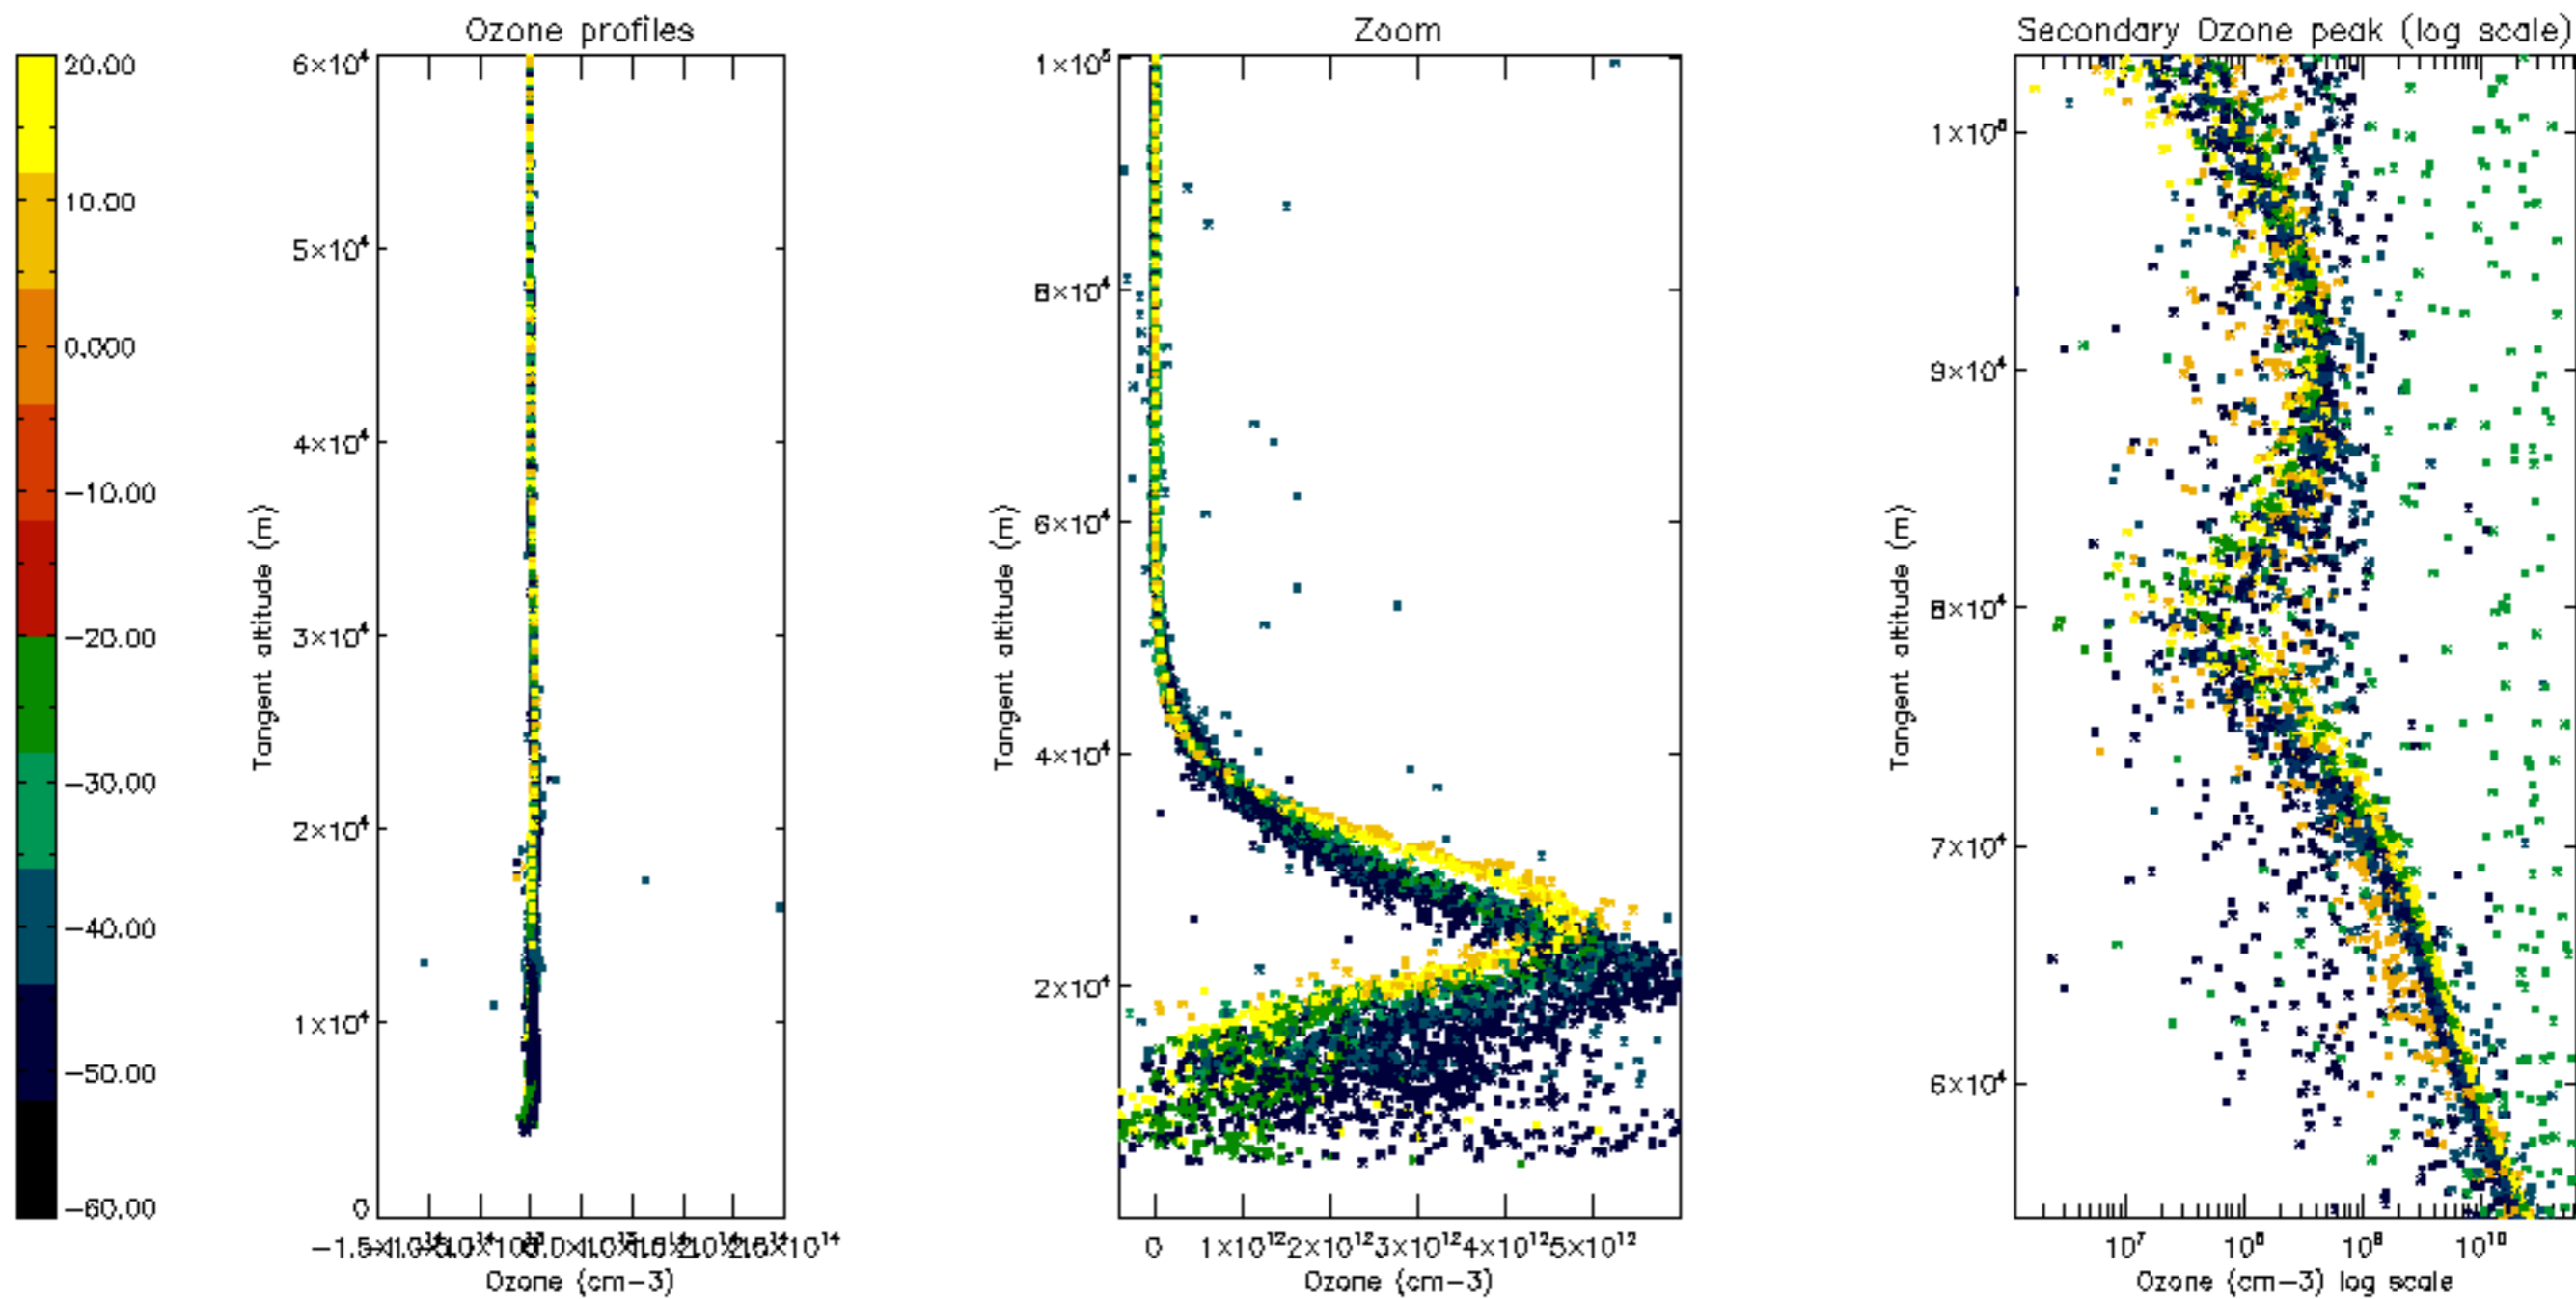 Ozone profiles
Zoom
Secondary Ozone peak (log scale)
20.00
10.00
0.000
-10.00
-20.00
-30.00
-40.00
-50.00
-60.00
Tangent altitude (m)
6×10⁴
5×10⁴
4×10⁴
3×10⁴
2×10⁴
1×10⁴
0
Ozone (cm-3)
Tangent altitude (m)
1×10⁵
8×10⁴
6×10⁴
4×10⁴
2×10⁴
0 1×10¹² 2×10¹² 3×10¹² 4×10¹² 5×10¹²
Ozone (cm-3)
Tangent altitude (m)
9×10⁴
8×10⁴
7×10⁴
6×10⁴
10⁷ 10⁸ 10⁹ 10¹⁰
Ozone (cm-3) log scale